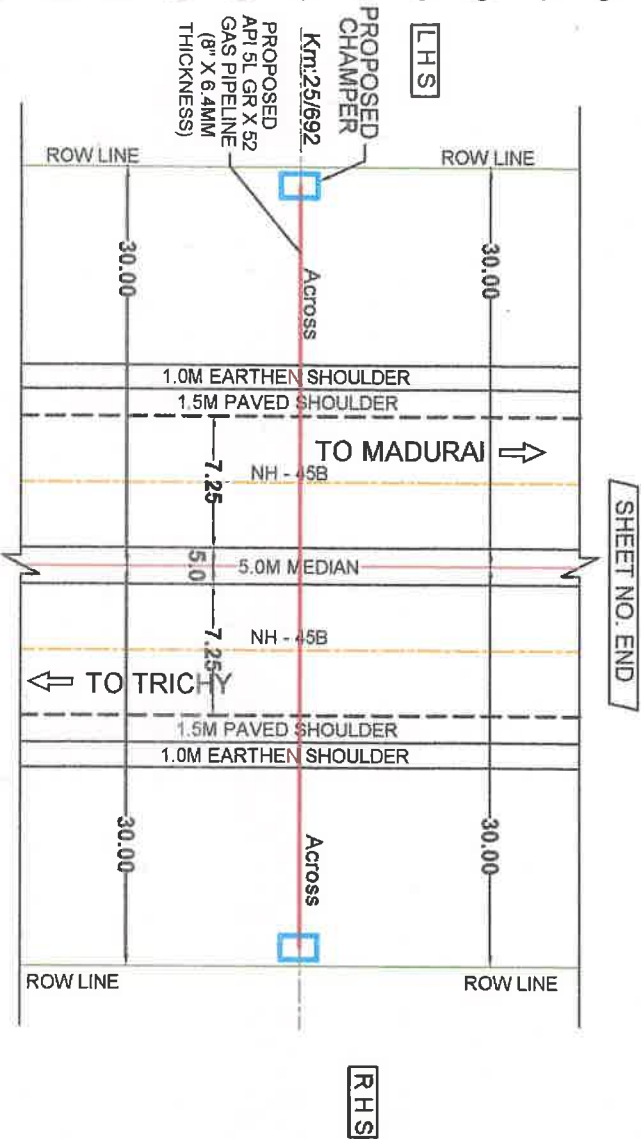 LHS
PROPOSED
CHAMPER
Km:25/692
PROPOSED
API 5L GR X 52
GAS PIPELINE
(8" X 6.4MM
THICKNESS)
ROW LINE
ROW LINE
30.00
30.00
Across
1.0M EARTHEN SHOULDER
1.5M PAVED SHOULDER
TO MADURAI
7.25
NH - 45B
SHEET NO. END
5.0
5.0M MEDIAN
7.25
NH - 45B
TO TRICHY
1.5M PAVED SHOULDER
1.0M EARTHEN SHOULDER
30.00
30.00
Across
ROW LINE
ROW LINE
RHS